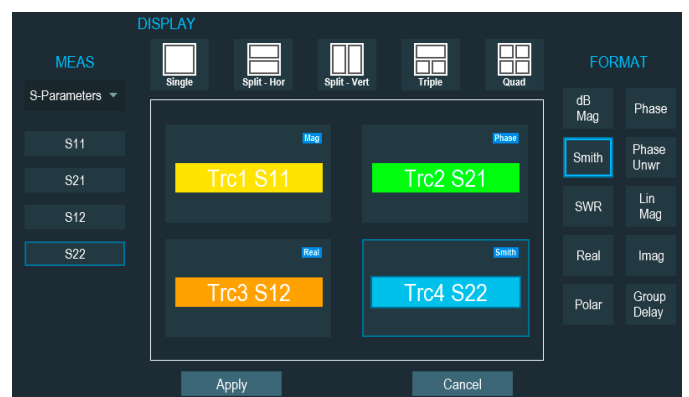 DISPLAY
MEAS
S-Parameters
S11
S21
S12
S22
Single
Split - Hor
Split - Vert
Triple
Quad
Mag
Trc1 S11
Phase
Trc2 S21
Real
Trc3 S12
Smith
Trc4 S22
Apply
Cancel
FORMAT
dB
Mag
Phase
Smith
Phase
Unwr
SWR
Lin
Mag
Real
Imag
Polar
Group
Delay